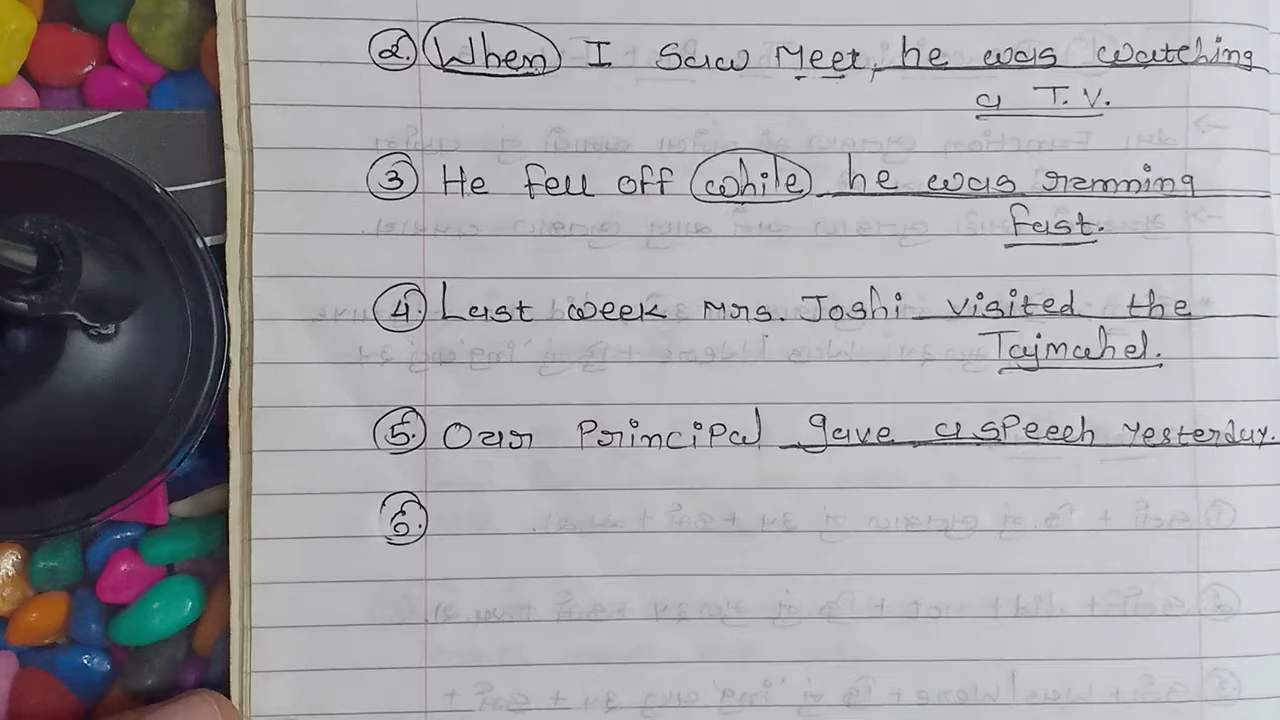 2. When I saw Meet, he was watching
a T.V.
3 He fell off while he was running
fast.
4. Last week Mrs. Joshi visited the
Tajmahel.
5. Our Principal gave a speech yesterday.
6.